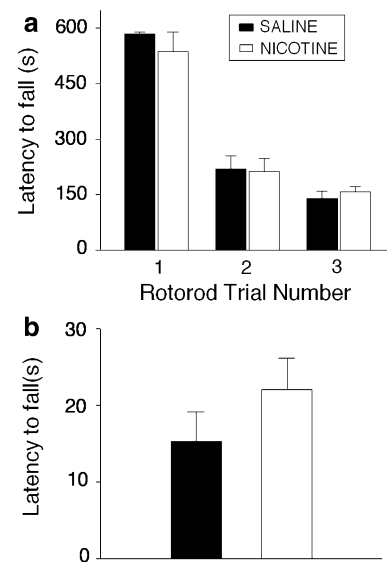 a
SALINE
NICOTINE
Latency to fall (s)
600
450
300
150
0
1 2 3
Rotorod Trial Number
b
Latency to fall(s)
30
20
10
0